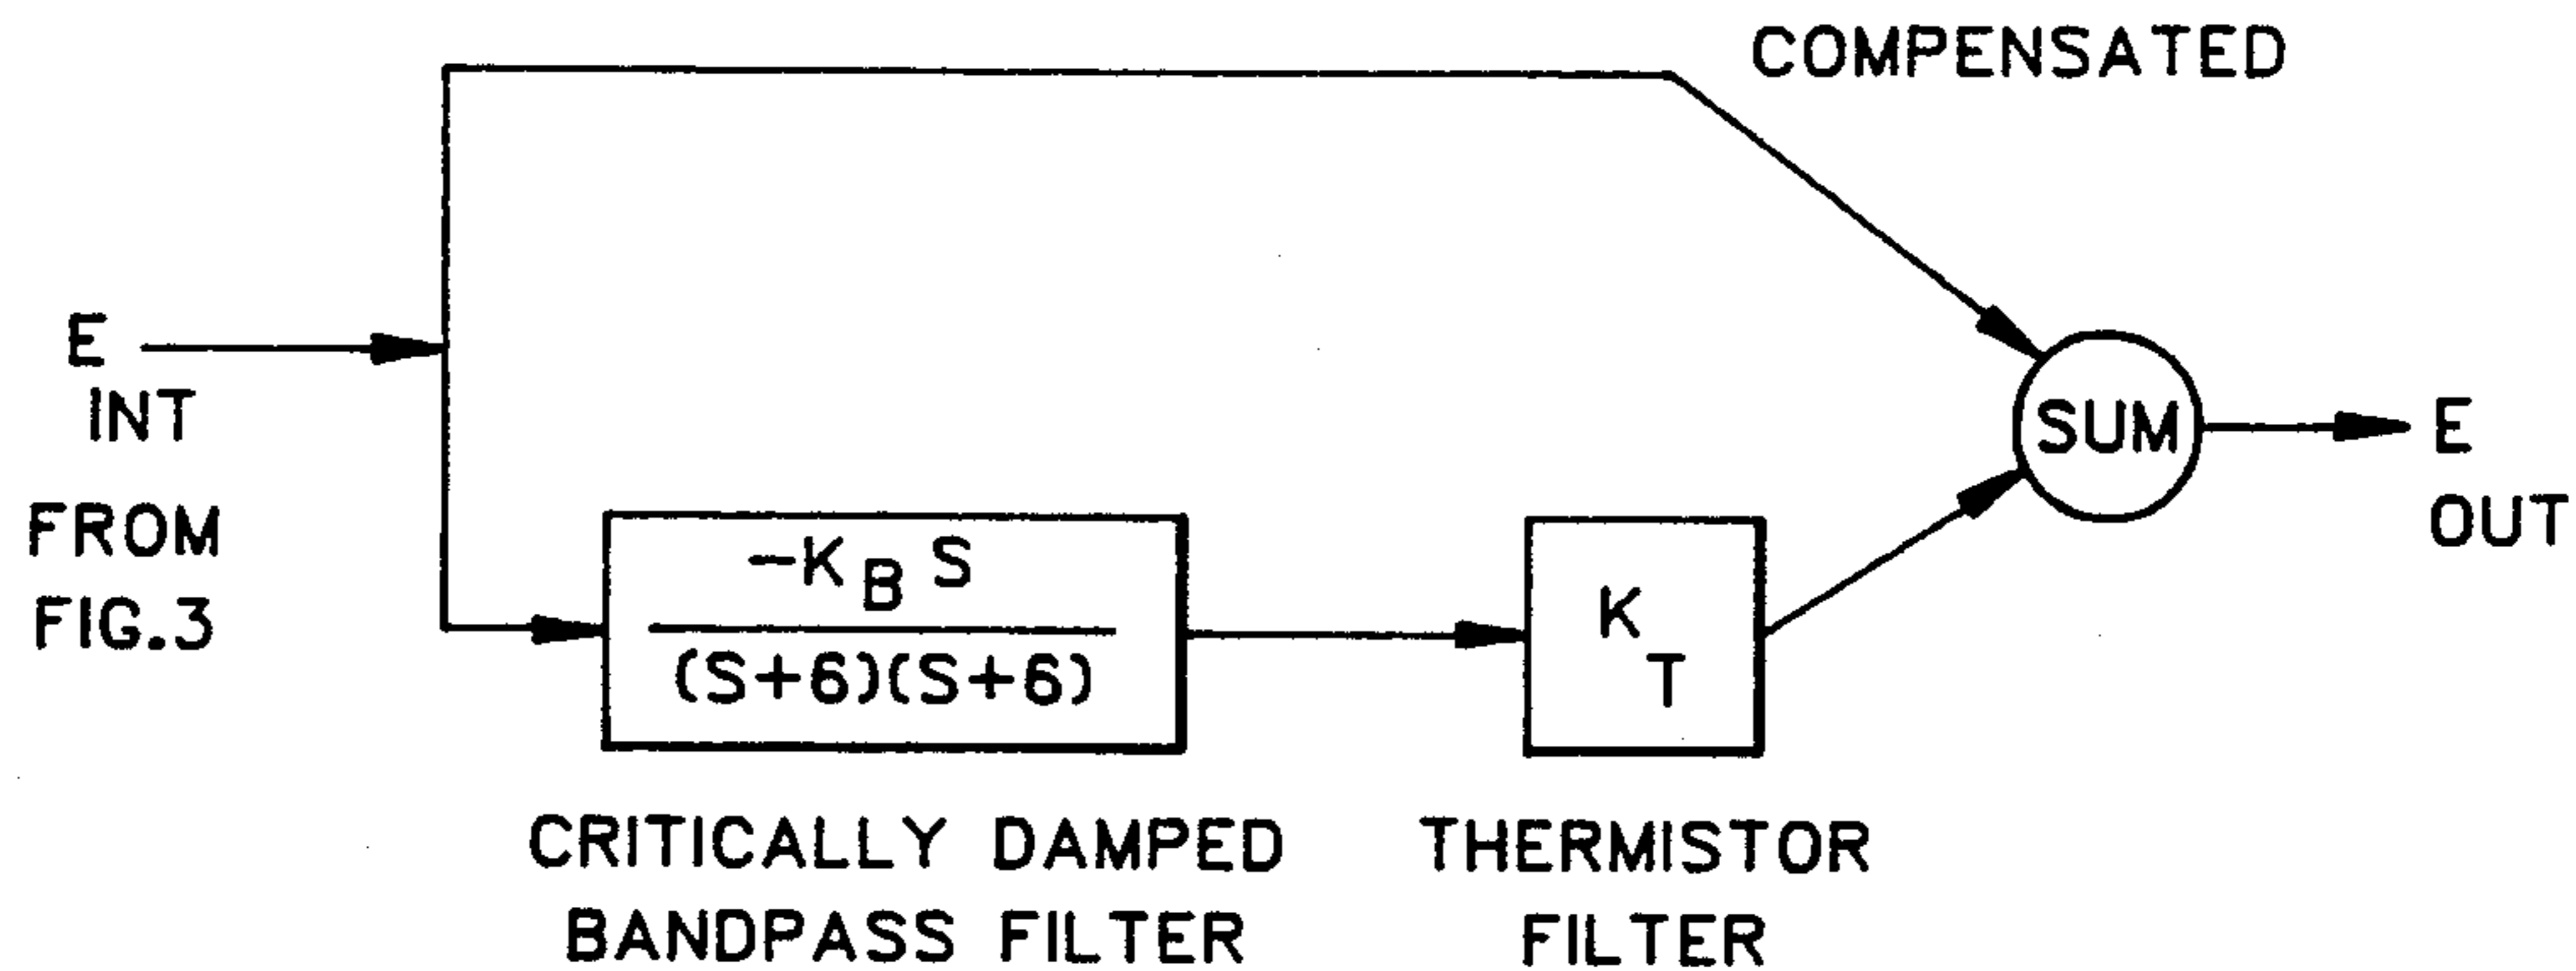 COMPENSATED
E
INT
FROM
FIG.3
-K B S
(S+6)(S+6)
K
T
SUM
E
OUT
CRITICALLY DAMPED
BANDPASS FILTER
THERMISTOR
FILTER